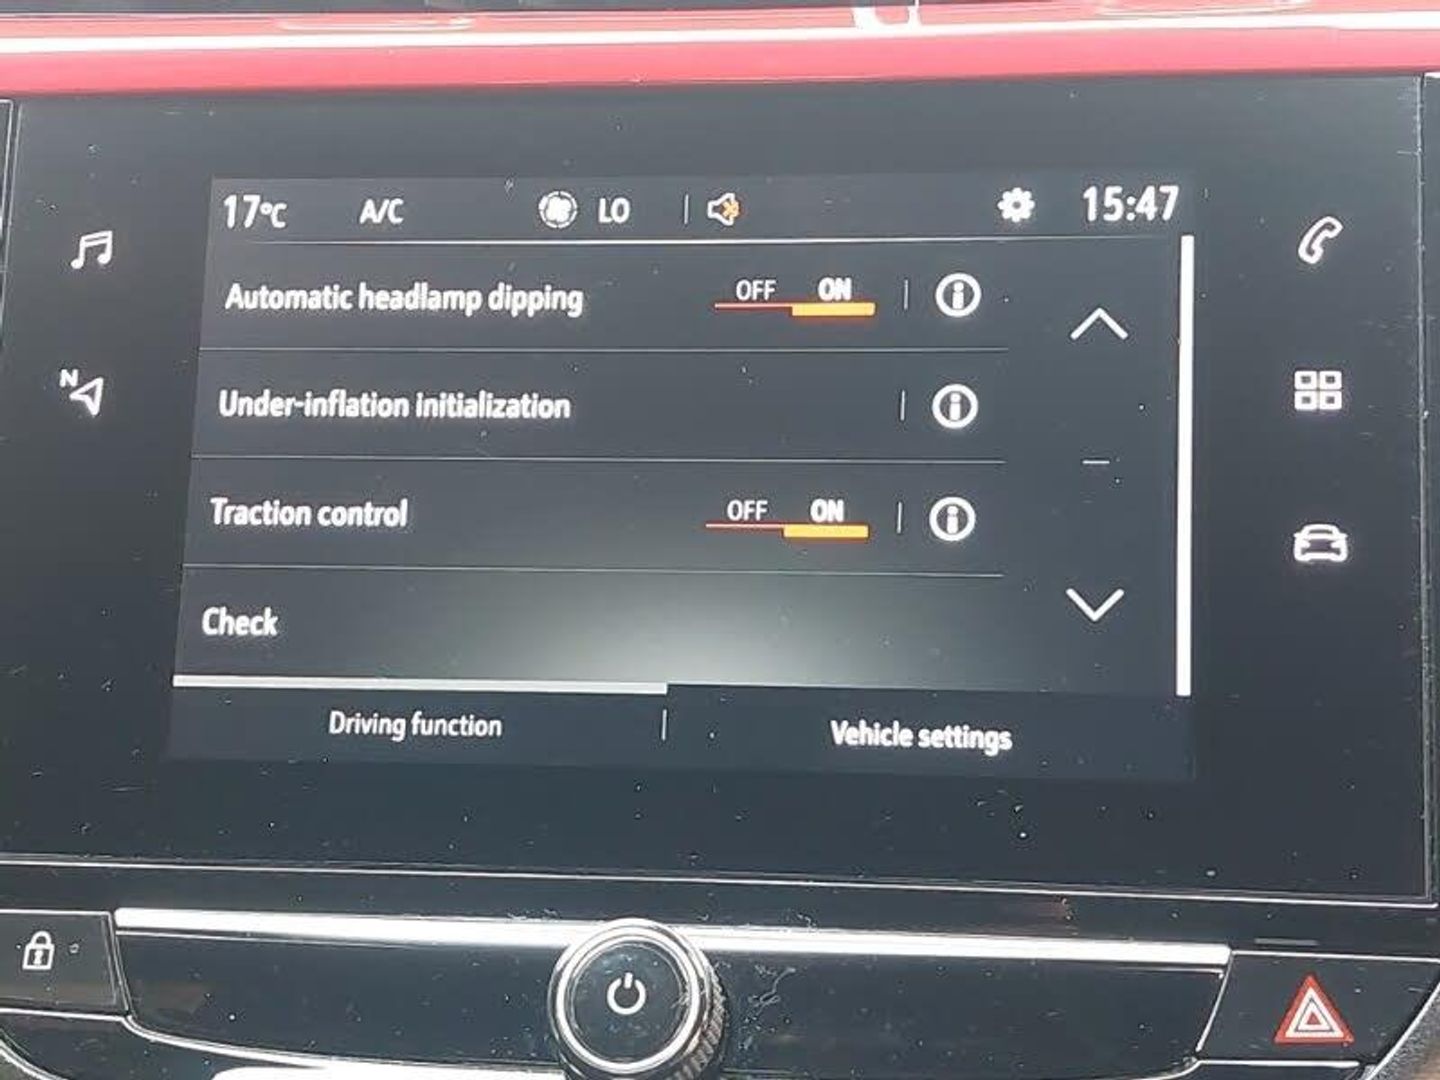 17°C A/C LO 15:47
Automatic headlamp dipping OFF ON
Under-inflation initialization
Traction control OFF ON
Check
Driving function Vehicle settings
N